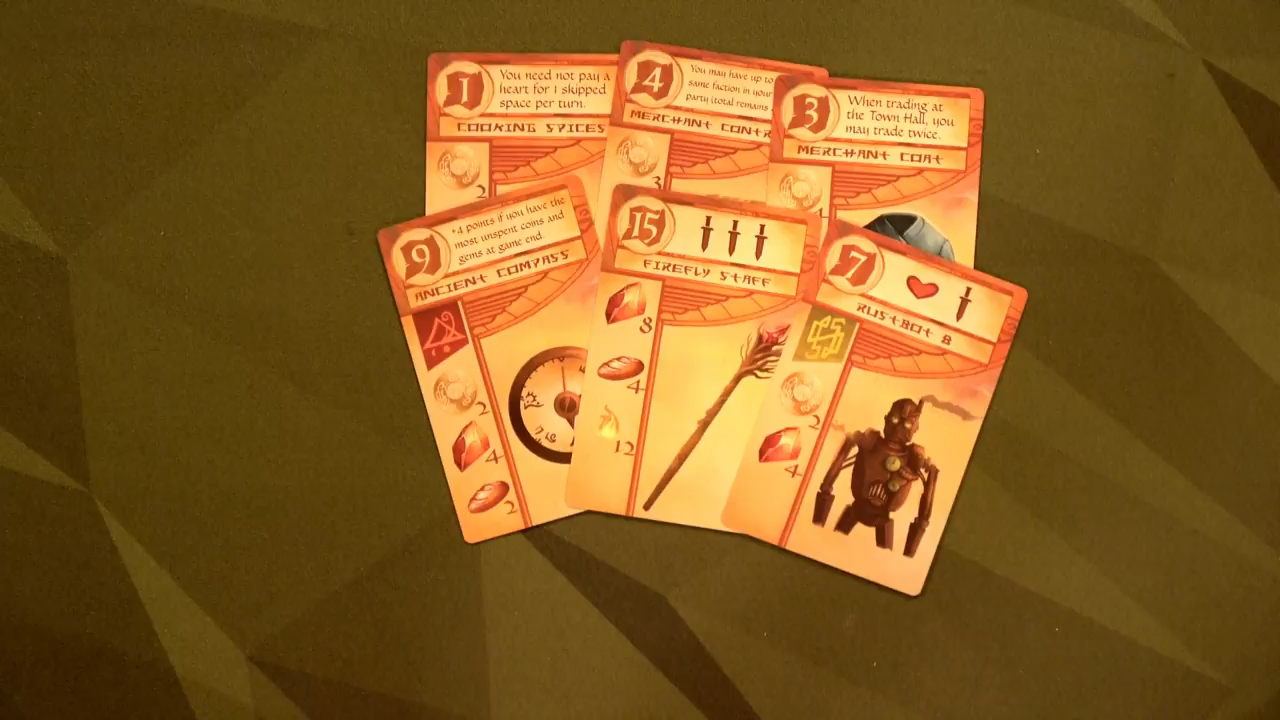 1
You need not pay a
heart for 1 skipped
space per turn.
COOKING SPICES
2
4
You may have up to
same faction in your
party (total remains
MERCHANT CONTR
3
3
When trading at
the Town Hall, you
may trade twice.
MERCHANT COAT
9
*4 points if you have the
most unspent coins and
gems at game end.
ANCIENT COMPASS
2
4
2
15
FIREFLY STAFF
8
4
12
7
RUSTBOT 8
2
4